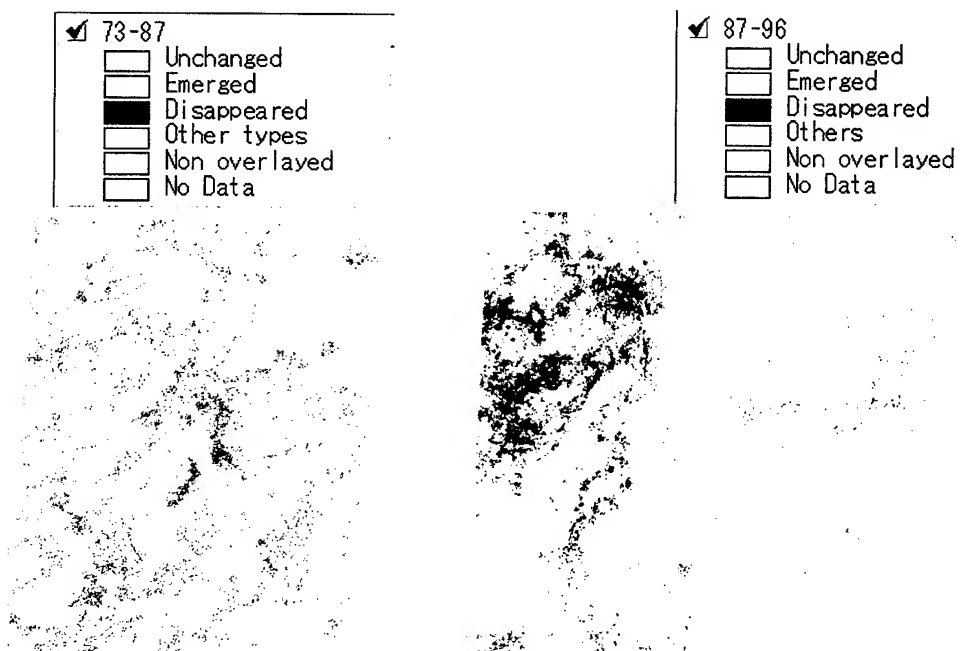 73-87
Unchanged
Emerged
Disappeared
Other types
Non overlayed
No Data
87-96
Unchanged
Emerged
Disappeared
Others
Non overlayed
No Data